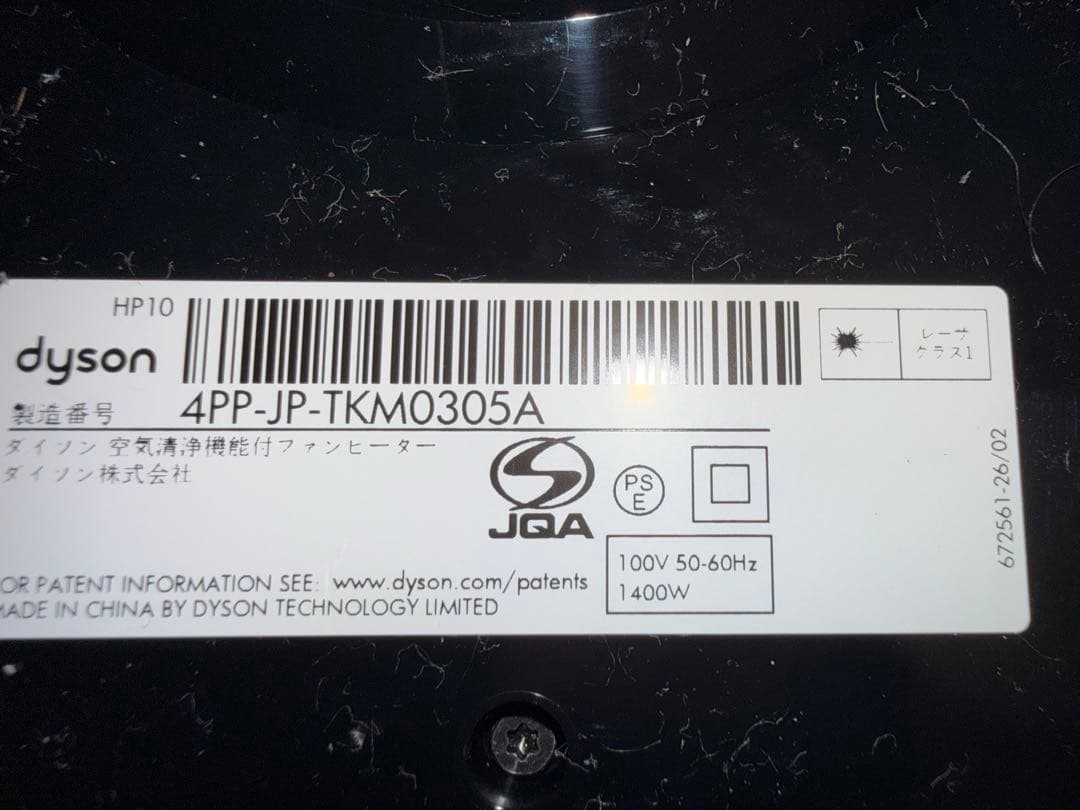 HP10
dyson
製造番号 4PP-JP-TKM0305A
レーザ
クラス1
ダイソン 空気清浄機能付ファンヒーター
ダイソン株式会社
JQA
PS
E
100V 50-60Hz
1400W
OR PATENT INFORMATION SEE: www.dyson.com/patents
MADE IN CHINA BY DYSON TECHNOLOGY LIMITED
672561-26/02